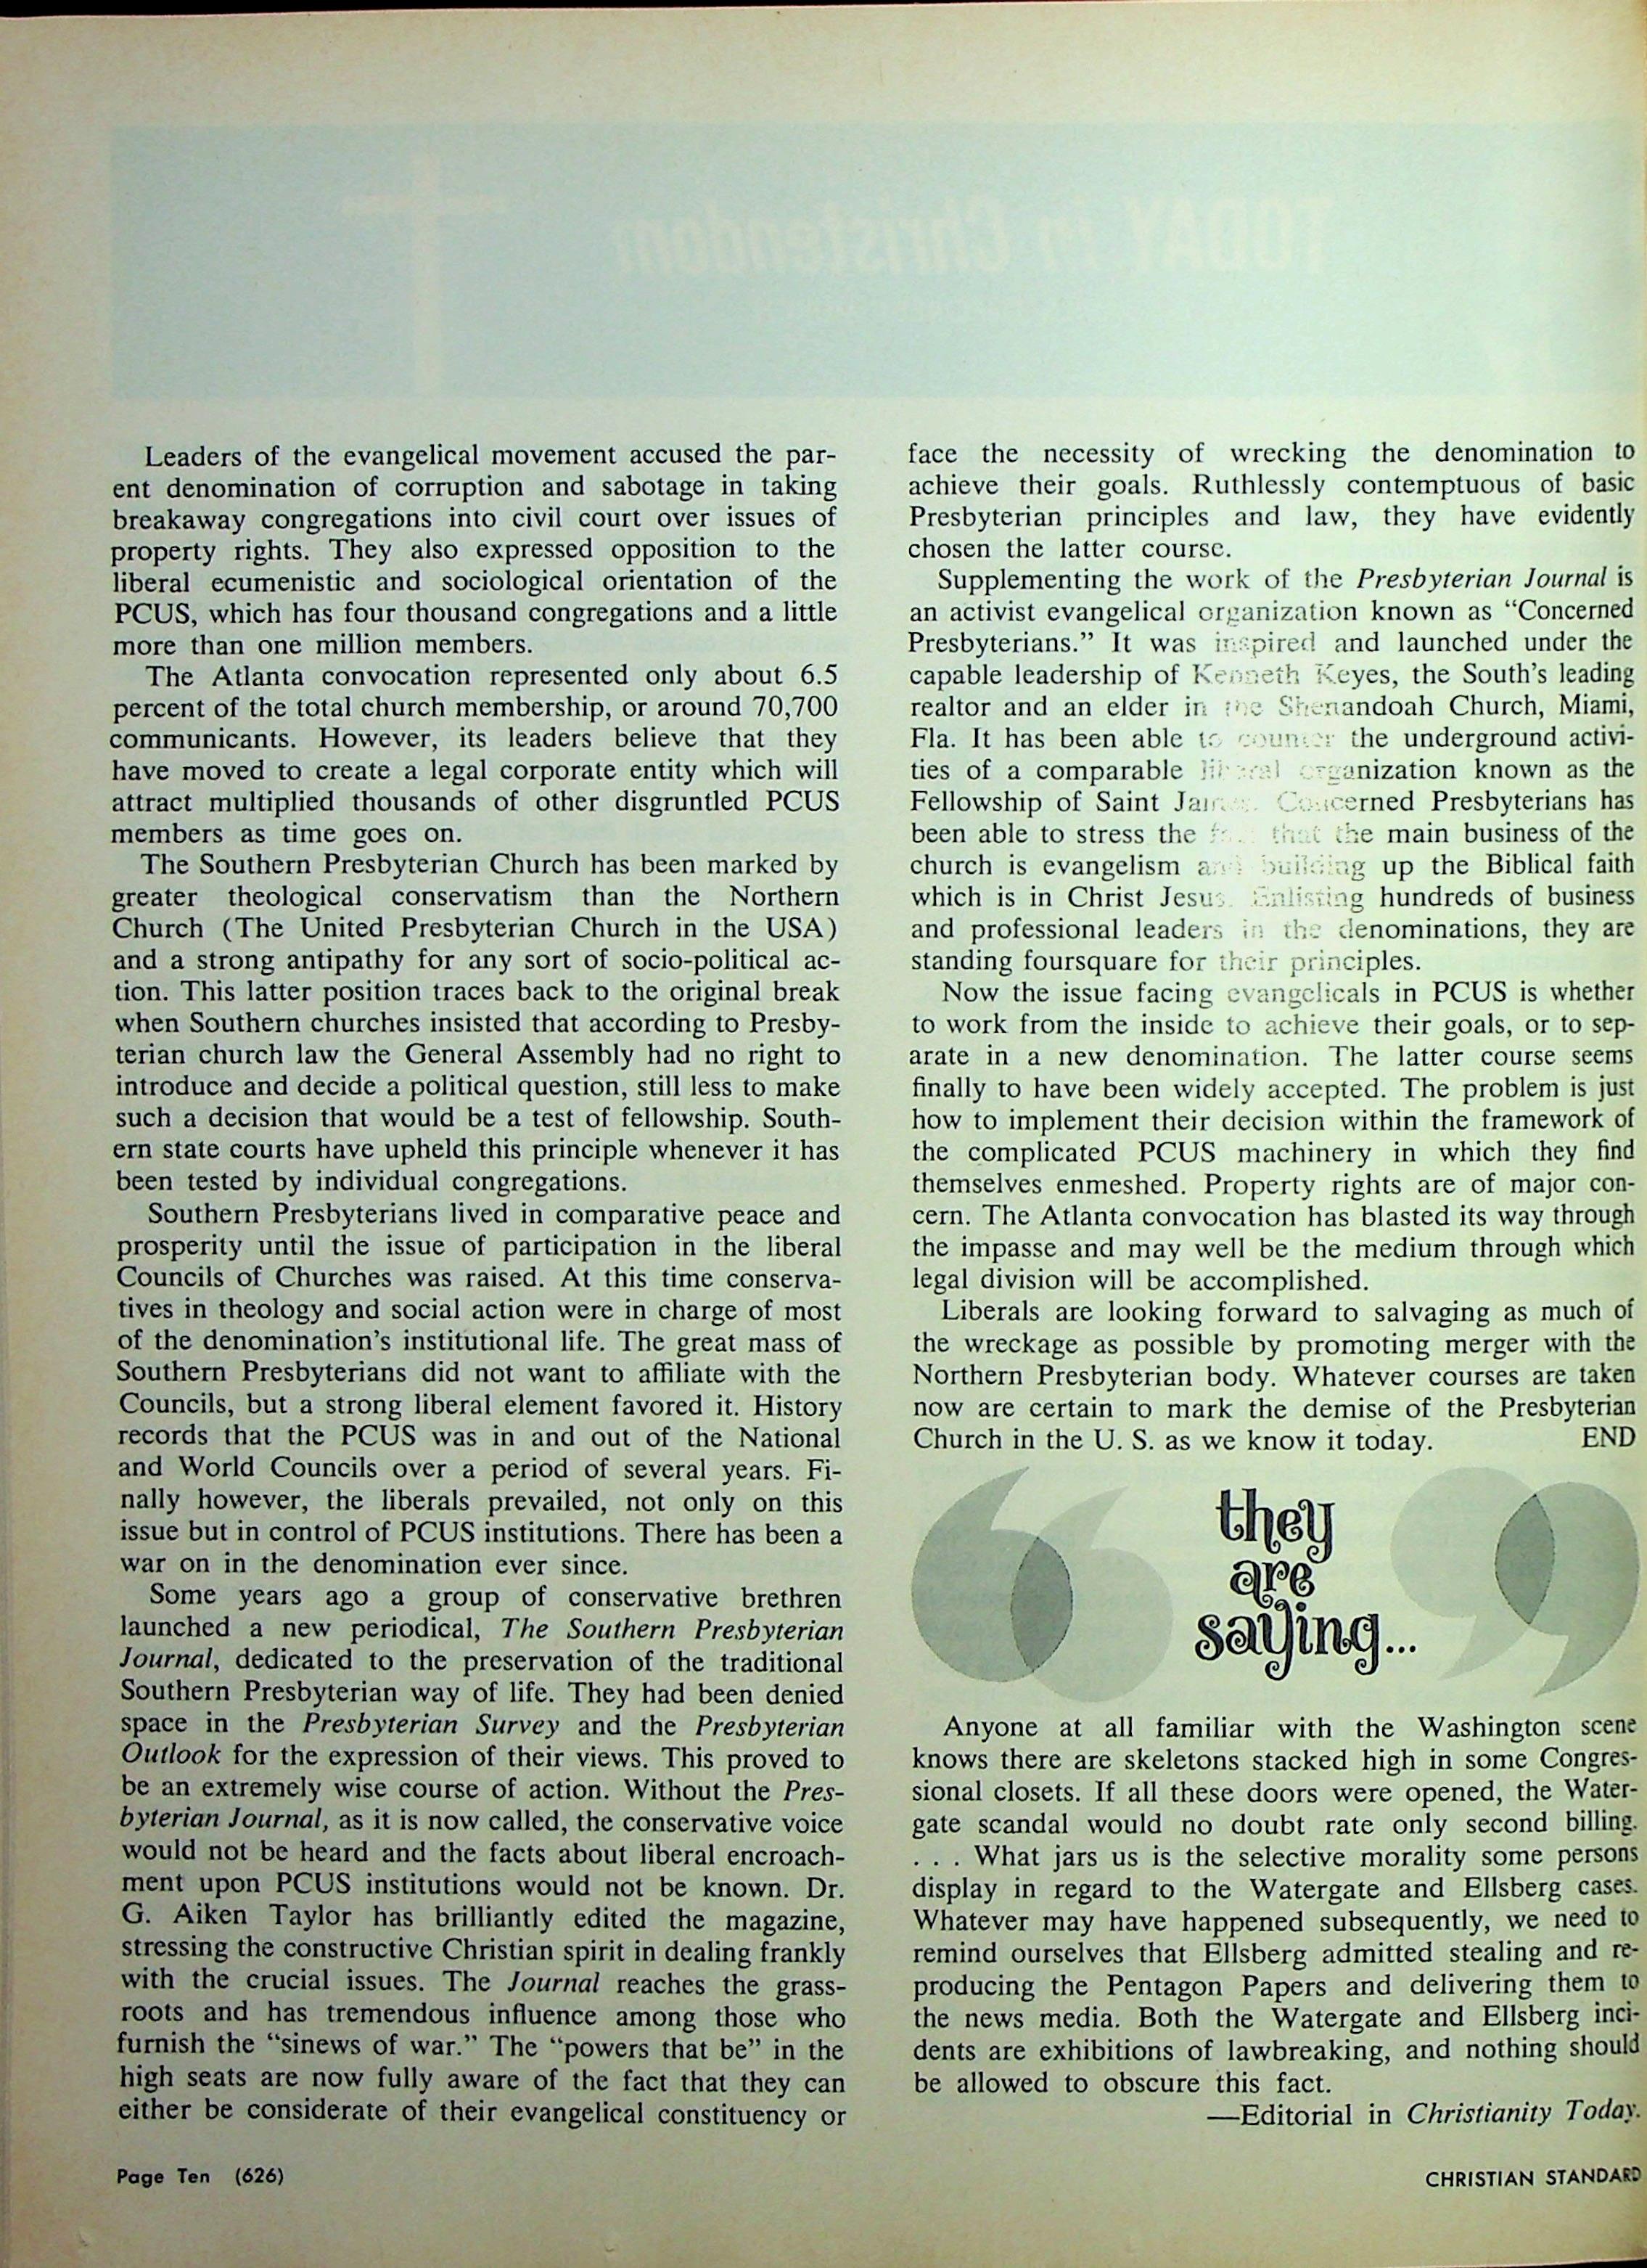 Leaders of the evangelical movement accused the par-
ent denomination of corruption and sabotage in taking
breakaway congregations into civil court over issues of
property rights. They also expressed opposition to the
liberal ecumenistic and sociological orientation of the
PCUS, which has four thousand congregations and a little
more than one million members.
The Atlanta convocation represented only about 6.5
percent of the total church membership, or around 70,700
communicants. However, its leaders believe that they
have moved to create a legal corporate entity which will
attract multiplied thousands of other disgruntled PCUS
members as time goes on.
The Southern Presbyterian Church has been marked by
greater theological conservatism than the Northern
Church (The United Presbyterian Church in the USA)
and a strong antipathy for any sort of socio-political ac-
tion. This latter position traces back to the original break
when Southern churches insisted that according to Presby-
terian church law the General Assembly had no right to
introduce and decide a political question, still less to make
such a decision that would be a test of fellowship. South-
ern state courts have upheld this principle whenever it has
been tested by individual congregations.
Southern Presbyterians lived in comparative peace and
prosperity until the issue of participation in the liberal
Councils of Churches was raised. At this time conserva-
tives in theology and social action were in charge of most
of the denomination's institutional life. The great mass of
Southern Presbyterians did not want to affiliate with the
Councils, but a strong liberal element favored it. History
records that the PCUS was in and out of the National
and World Councils over a period of several years. Fi-
nally however, the liberals prevailed, not only on this
issue but in control of PCUS institutions. There has been a
war on in the denomination ever since.
Some years ago a group of conservative brethren
launched a new periodical, The Southern Presbyterian
Journal, dedicated to the preservation of the traditional
Southern Presbyterian way of life. They had been denied
space in the Presbyterian Survey and the Presbyterian
Outlook for the expression of their views. This proved to
be an extremely wise course of action. Without the Pres-
byterian Journal, as it is now called, the conservative voice
would not be heard and the facts about liberal encroach-
ment upon PCUS institutions would not be known. Dr.
G. Aiken Taylor has brilliantly edited the magazine,
stressing the constructive Christian spirit in dealing frankly
with the crucial issues. The Journal reaches the grass-
roots and has tremendous influence among those who
furnish the "sinews of war." The "powers that be" in the
high seats are now fully aware of the fact that they can
either be considerate of their evangelical constituency or
face the necessity of wrecking the denomination to
achieve their goals. Ruthlessly contemptuous of basic
Presbyterian principles and law, they have evidently
chosen the latter course.
Supplementing the work of the Presbyterian Journal is
an activist evangelical organization known as "Concerned
Presbyterians." It was inspired and launched under the
capable leadership of Kenneth Keyes, the South's leading
realtor and an elder in the Shenandoah Church, Miami,
Fla. It has been able to counter the underground activi-
ties of a comparable liberal organization known as the
Fellowship of Saint James. Concerned Presbyterians has
been able to stress the that the main business of the
church is evangelism and building up the Biblical faith
which is in Christ Jesus. Enlisting hundreds of business
and professional leaders in the denominations, they are
standing foursquare for their principles.
Now the issue facing evangelicals in PCUS is whether
to work from the inside to achieve their goals, or to sep-
arate in a new denomination. The latter course seems
finally to have been widely accepted. The problem is just
how to implement their decision within the framework of
the complicated PCUS machinery in which they find
themselves enmeshed. Property rights are of major con-
cern. The Atlanta convocation has blasted its way through
the impasse and may well be the medium through which
legal division will be accomplished.
Liberals are looking forward to salvaging as much of
the wreckage as possible by promoting merger with the
Northern Presbyterian body. Whatever courses are taken
now are certain to mark the demise of the Presbyterian
Church in the U. S. as we know it today. END
they
are
saying...
Anyone at all familiar with the Washington scene
knows there are skeletons stacked high in some Congres-
sional closets. If all these doors were opened, the Water-
gate scandal would no doubt rate only second billing.
. . . What jars us is the selective morality some persons
display in regard to the Watergate and Ellsberg cases.
Whatever may have happened subsequently, we need to
remind ourselves that Ellsberg admitted stealing and re-
producing the Pentagon Papers and delivering them to
the news media. Both the Watergate and Ellsberg inci-
dents are exhibitions of lawbreaking, and nothing should
be allowed to obscure this fact.
—Editorial in Christianity Today.
Page Ten (626)
CHRISTIAN STANDARD